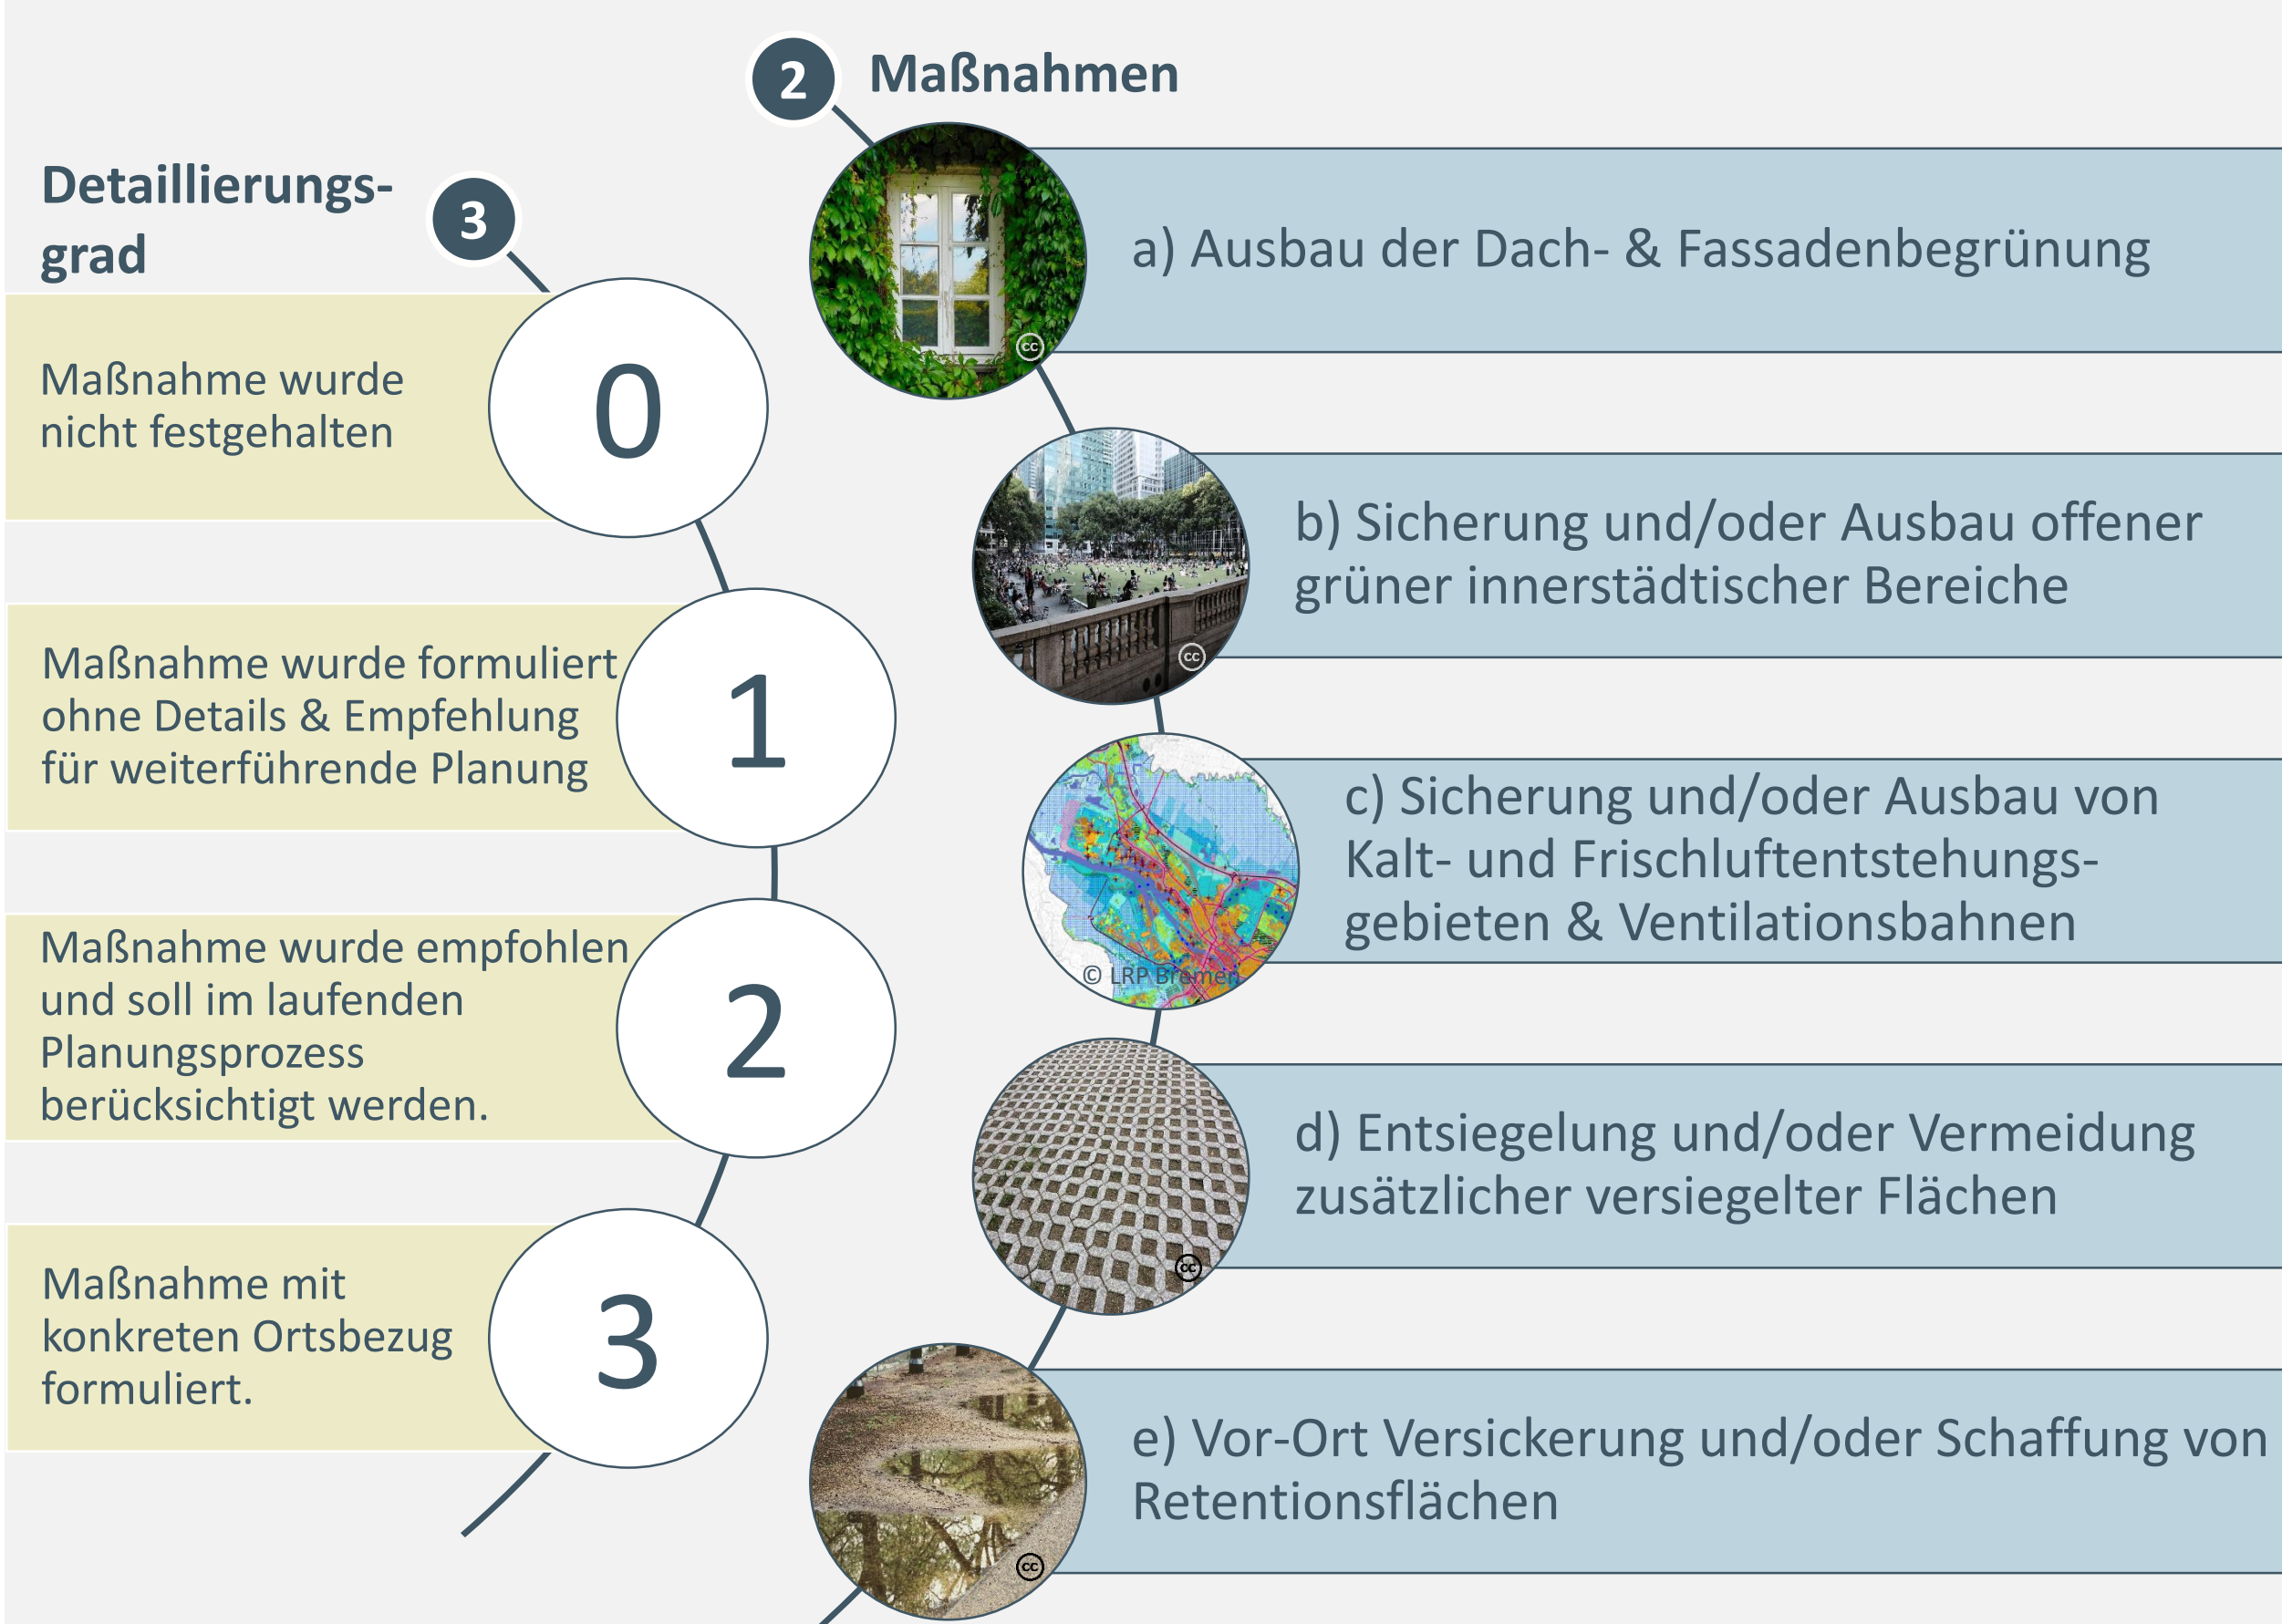 2
Maßnahmen
Detaillierungs-
grad
3
Maßnahme wurde
nicht festgehalten
0
Maßnahme wurde formuliert
ohne Details & Empfehlung
für weiterführende Planung
1
Maßnahme wurde empfohlen
und soll im laufenden
Planungsprozess
berücksichtigt werden.
2
Maßnahme mit
konkreten Ortsbezug
formuliert.
3
a) Ausbau der Dach- & Fassadenbegrünung
cc
b) Sicherung und/oder Ausbau offener
grüner innerstädtischer Bereiche
cc
c) Sicherung und/oder Ausbau von
Kalt- und Frischluftentstehungs-
gebieten & Ventilationsbahnen
© LRP Bremen
d) Entsiegelung und/oder Vermeidung
zusätzlicher versiegelter Flächen
cc
e) Vor-Ort Versickerung und/oder Schaffung von
Retentionsflächen
cc